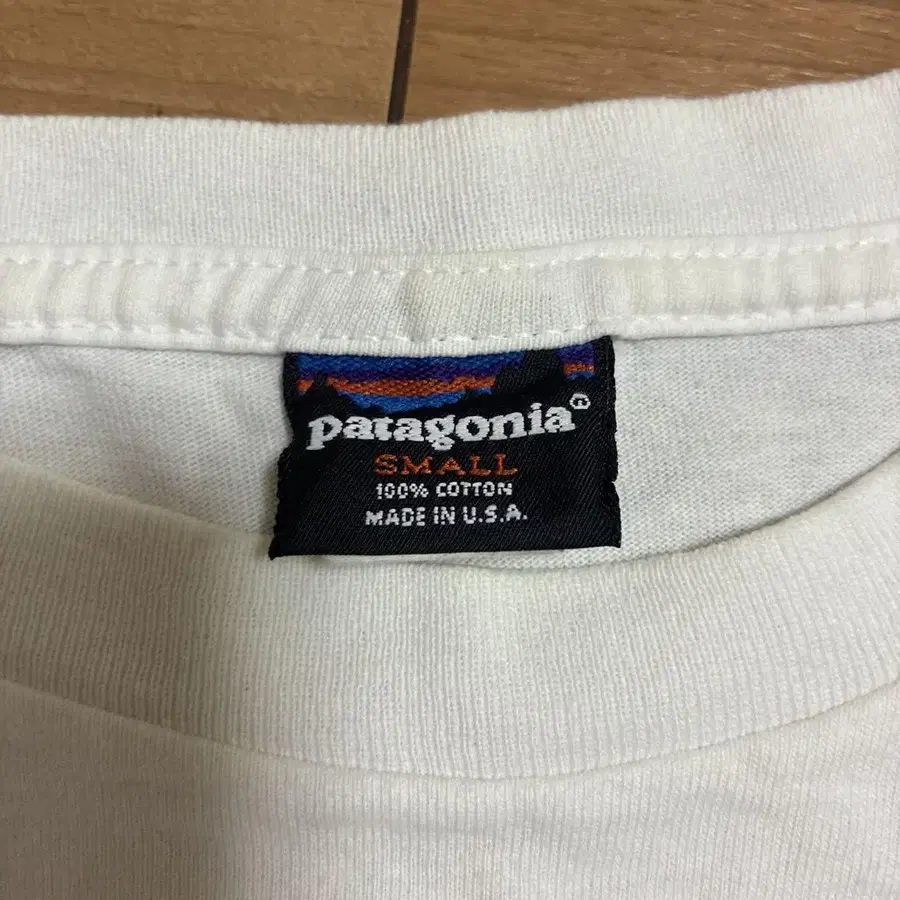 patagonia®
SMALL
100% COTTON
MADE IN U.S.A.